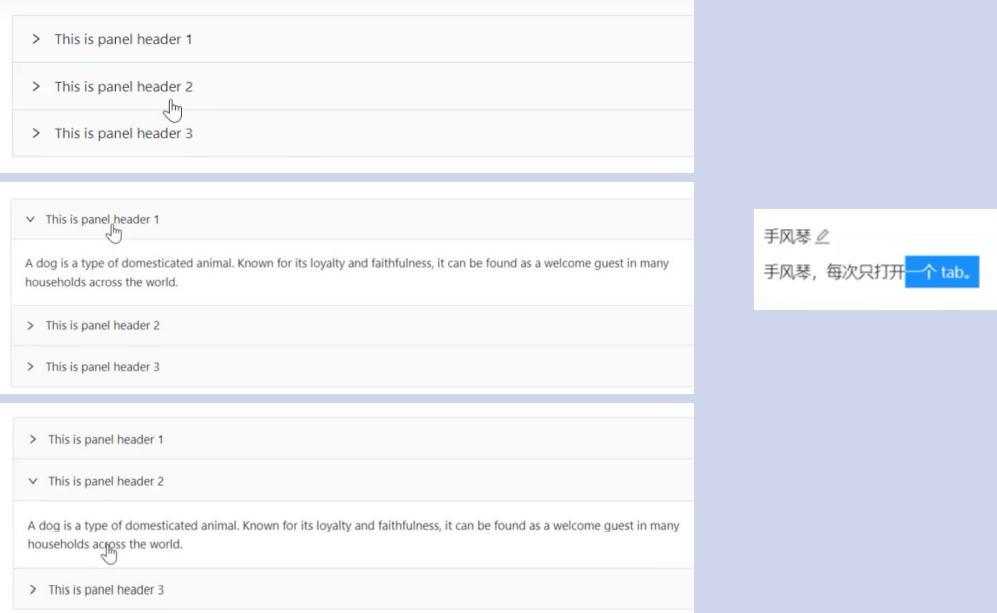 This is panel header 1
This is panel header 2
This is panel header 3
This is panel header 1
A dog is a type of domesticated animal. Known for its loyalty and faithfulness, it can be found as a welcome guest in many
households across the world.
This is panel header 2
This is panel header 3
This is panel header 1
This is panel header 2
A dog is a type of domesticated animal. Known for its loyalty and faithfulness, it can be found as a welcome guest in many
households across the world.
This is panel header 3
手风琴
手风琴，每次只打开一个 tab。